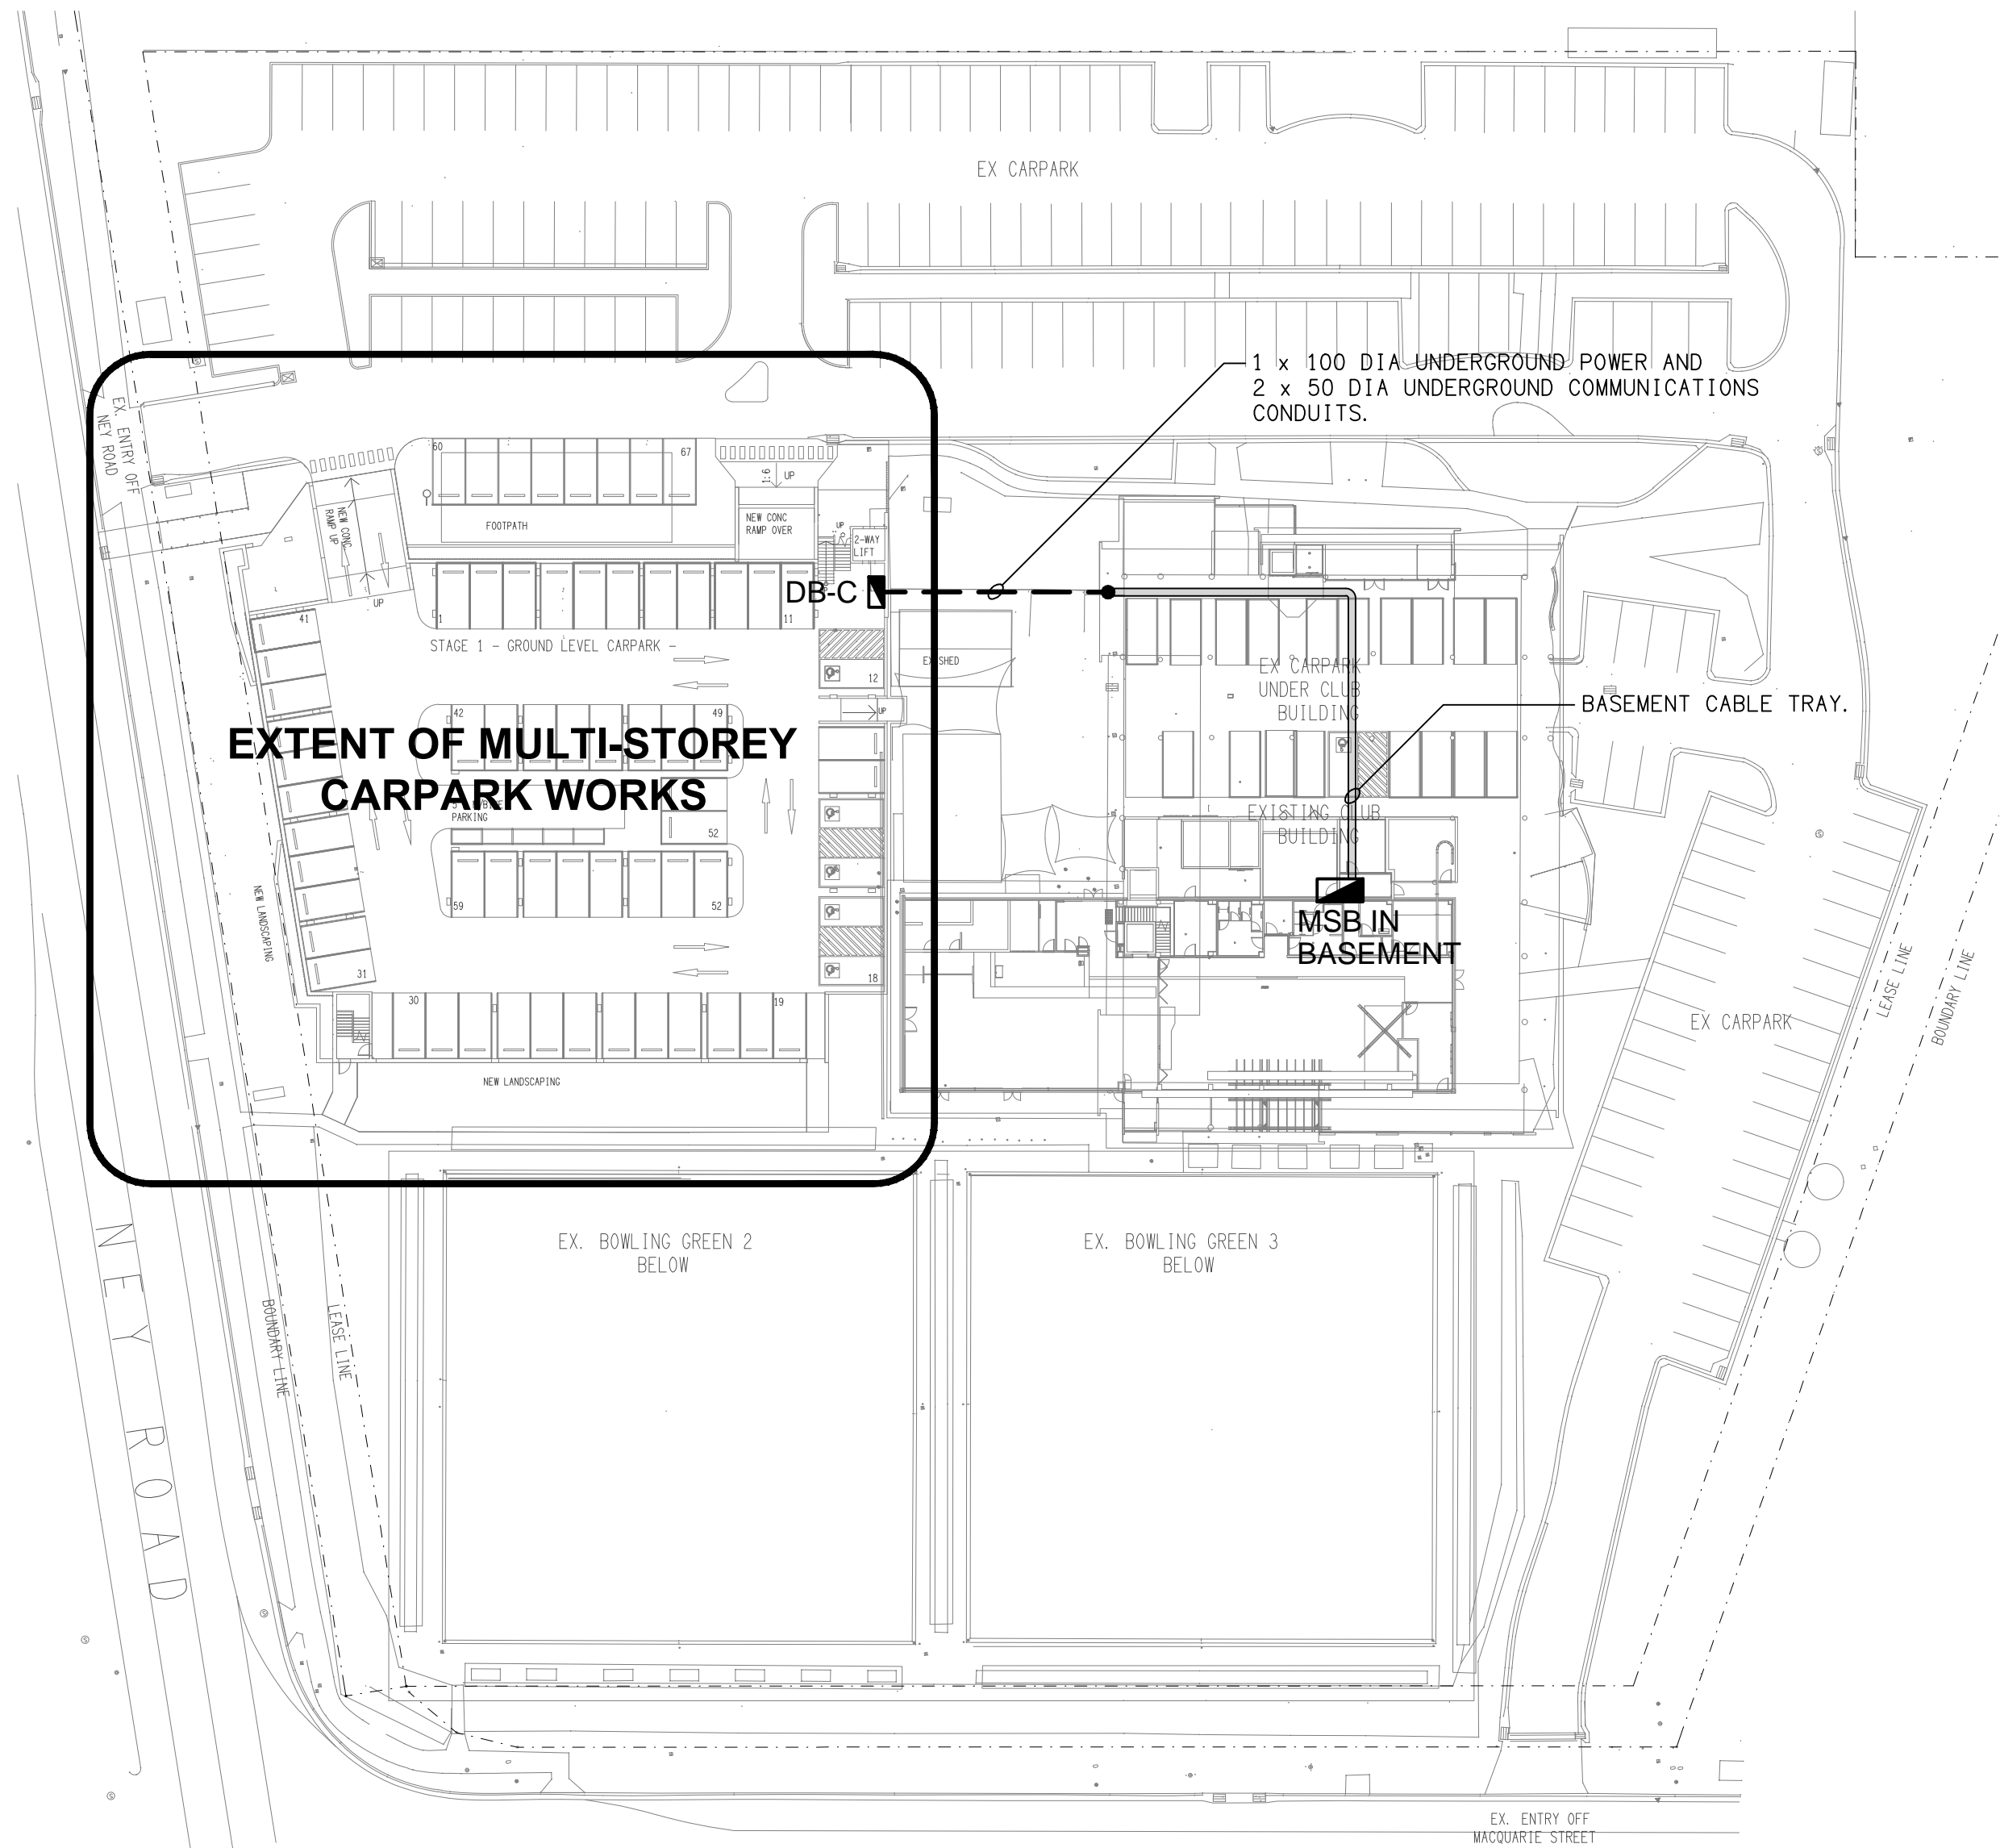 EX CARPARK
1 x 100 DIA UNDERGROUND POWER AND
2 x 50 DIA UNDERGROUND COMMUNICATIONS
CONDUITS.
EX. ENTRY OFF
NEY ROAD
60
67
1:6
UP
NEW CONC.
RAMP UP
FOOTPATH
NEW CONC
RAMP OVER
UP
2-WAY
LIFT
DB-C
UP
1
11
41
STAGE 1 - GROUND LEVEL CARPARK -
EX SHED
12
EX CARPARK
UNDER CLUB
BUILDING
UP
BASEMENT CABLE TRAY.
42
49
EXTENT OF MULTI-STOREY
CARPARK WORKS
PARKING
52
EXISTING CLUB
BUILDING
59
52
NEW LANDSCAPING
MSB IN
BASEMENT
31
18
30
19
LEASE LINE
BOUNDARY LINE
EX CARPARK
NEW LANDSCAPING
EX. BOWLING GREEN 2
BELOW
EX. BOWLING GREEN 3
BELOW
NEY ROAD
BOUNDARY LINE
LEASE LINE
EX. ENTRY OFF
MACQUARIE STREET